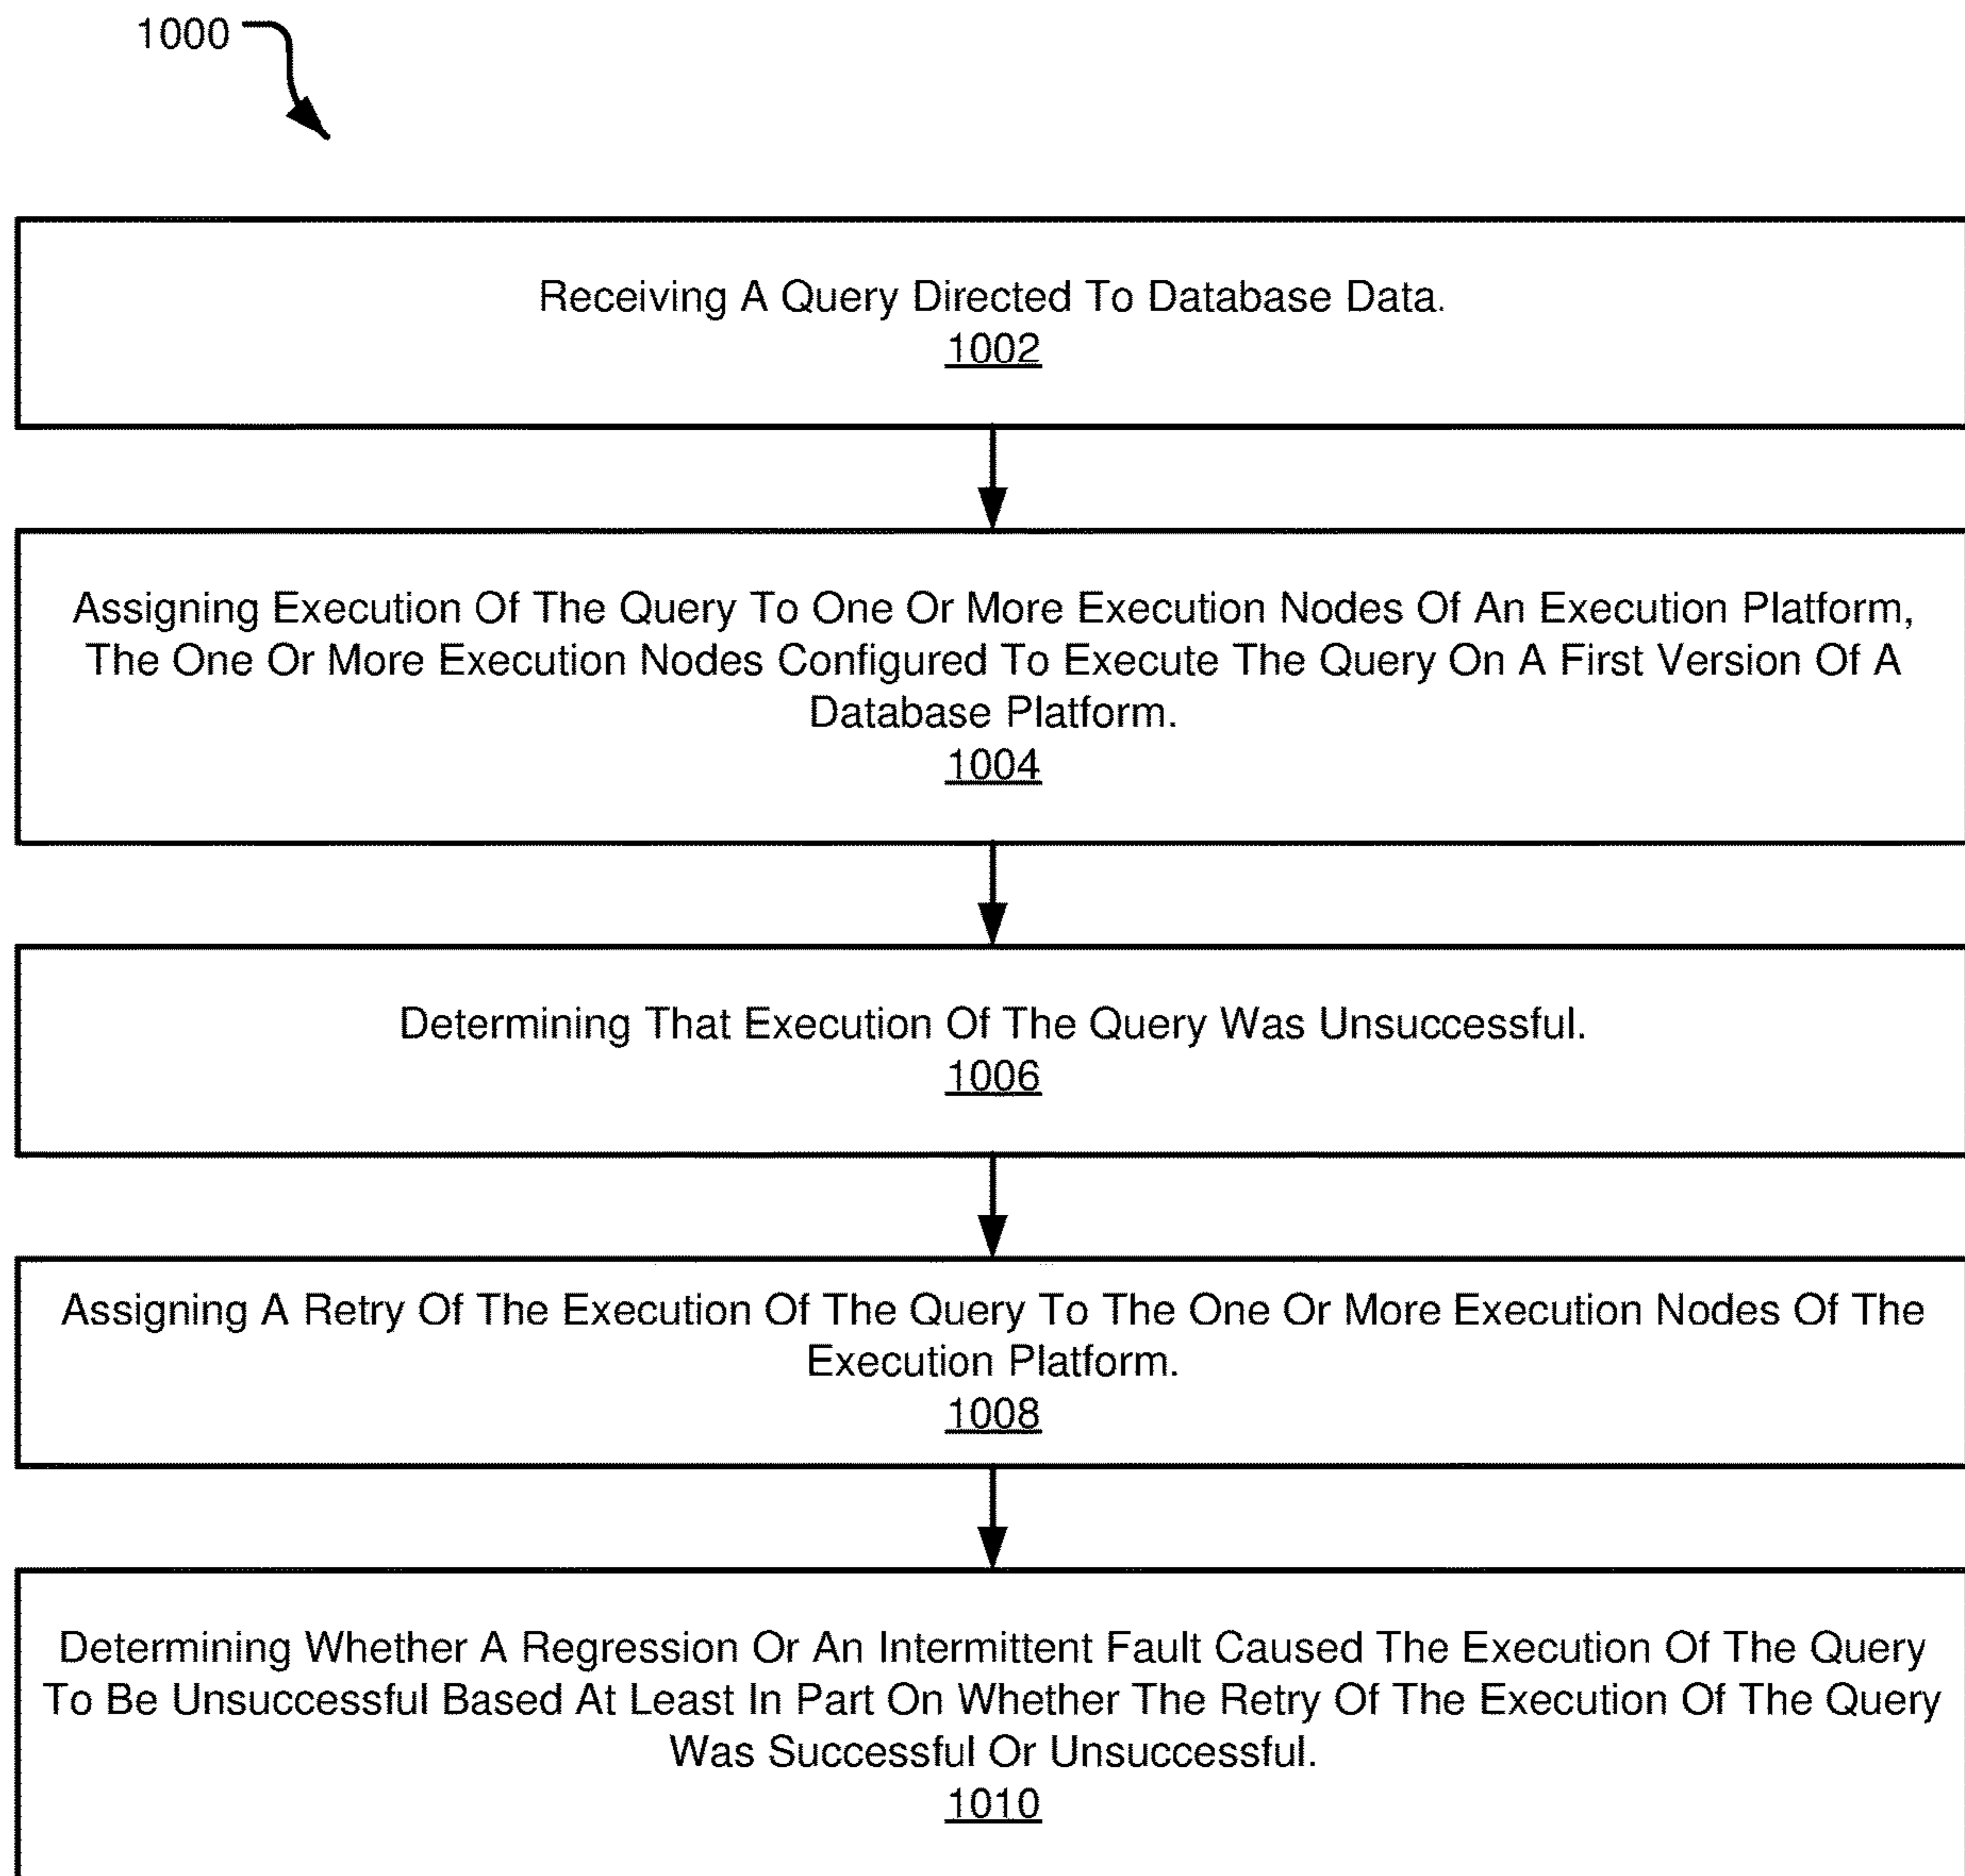 1000
Receiving A Query Directed To Database Data.
1002
Assigning Execution Of The Query To One Or More Execution Nodes Of An Execution Platform,
The One Or More Execution Nodes Configured To Execute The Query On A First Version Of A
Database Platform.
1004
Determining That Execution Of The Query Was Unsuccessful.
1006
Assigning A Retry Of The Execution Of The Query To The One Or More Execution Nodes Of The
Execution Platform.
1008
Determining Whether A Regression Or An Intermittent Fault Caused The Execution Of The Query
To Be Unsuccessful Based At Least In Part On Whether The Retry Of The Execution Of The Query
Was Successful Or Unsuccessful.
1010